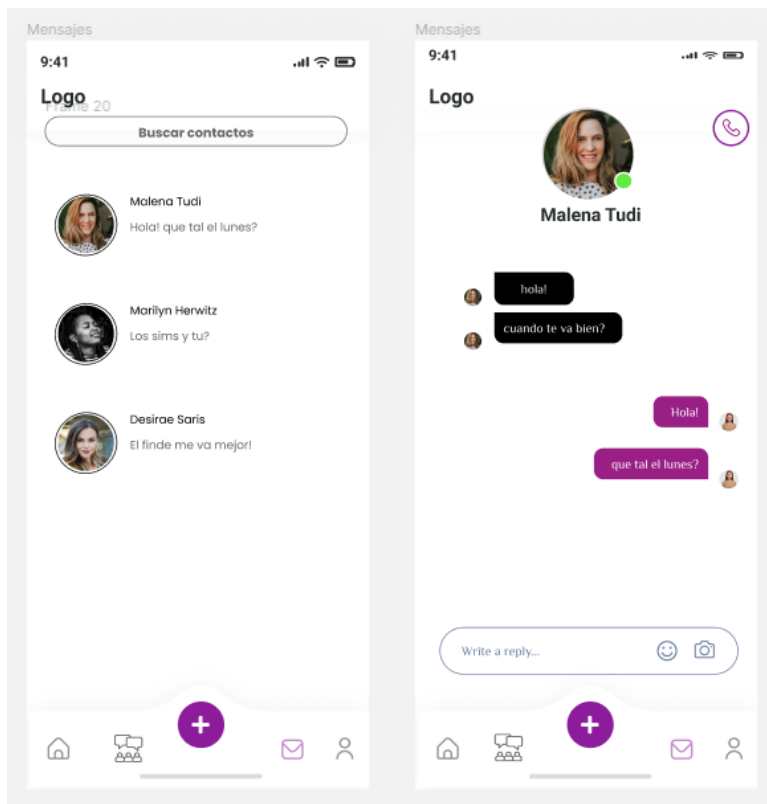 Mensajes
9:41
Logo
Frame 20
Buscar contactos
Malena Tudi
Hola! que tal el lunes?
Marilyn Herwitz
Los sims y tu?
Desirae Saris
El finde me va mejor!
Mensajes
9:41
Logo
Malena Tudi
hola!
cuando te va bien?
Hola!
que tal el lunes?
Write a reply...